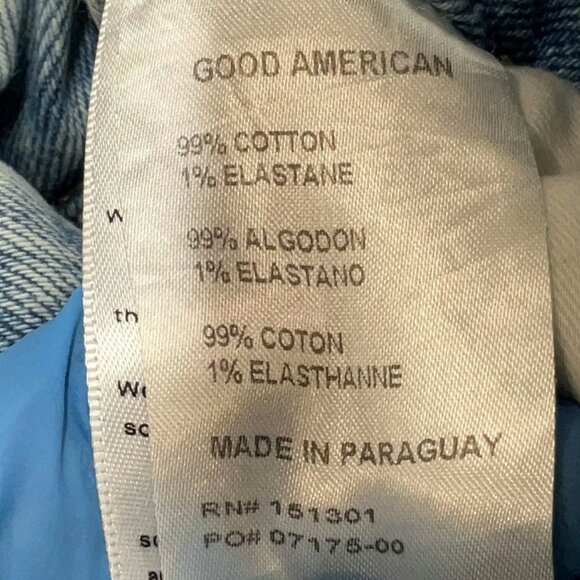 GOOD AMERICAN
99% COTTON
1% ELASTANE
99% ALGODON
1% ELASTANO
99% COTON
1% ELASTHANNE
MADE IN PARAGUAY
RN# 151301
PO# 07175-00